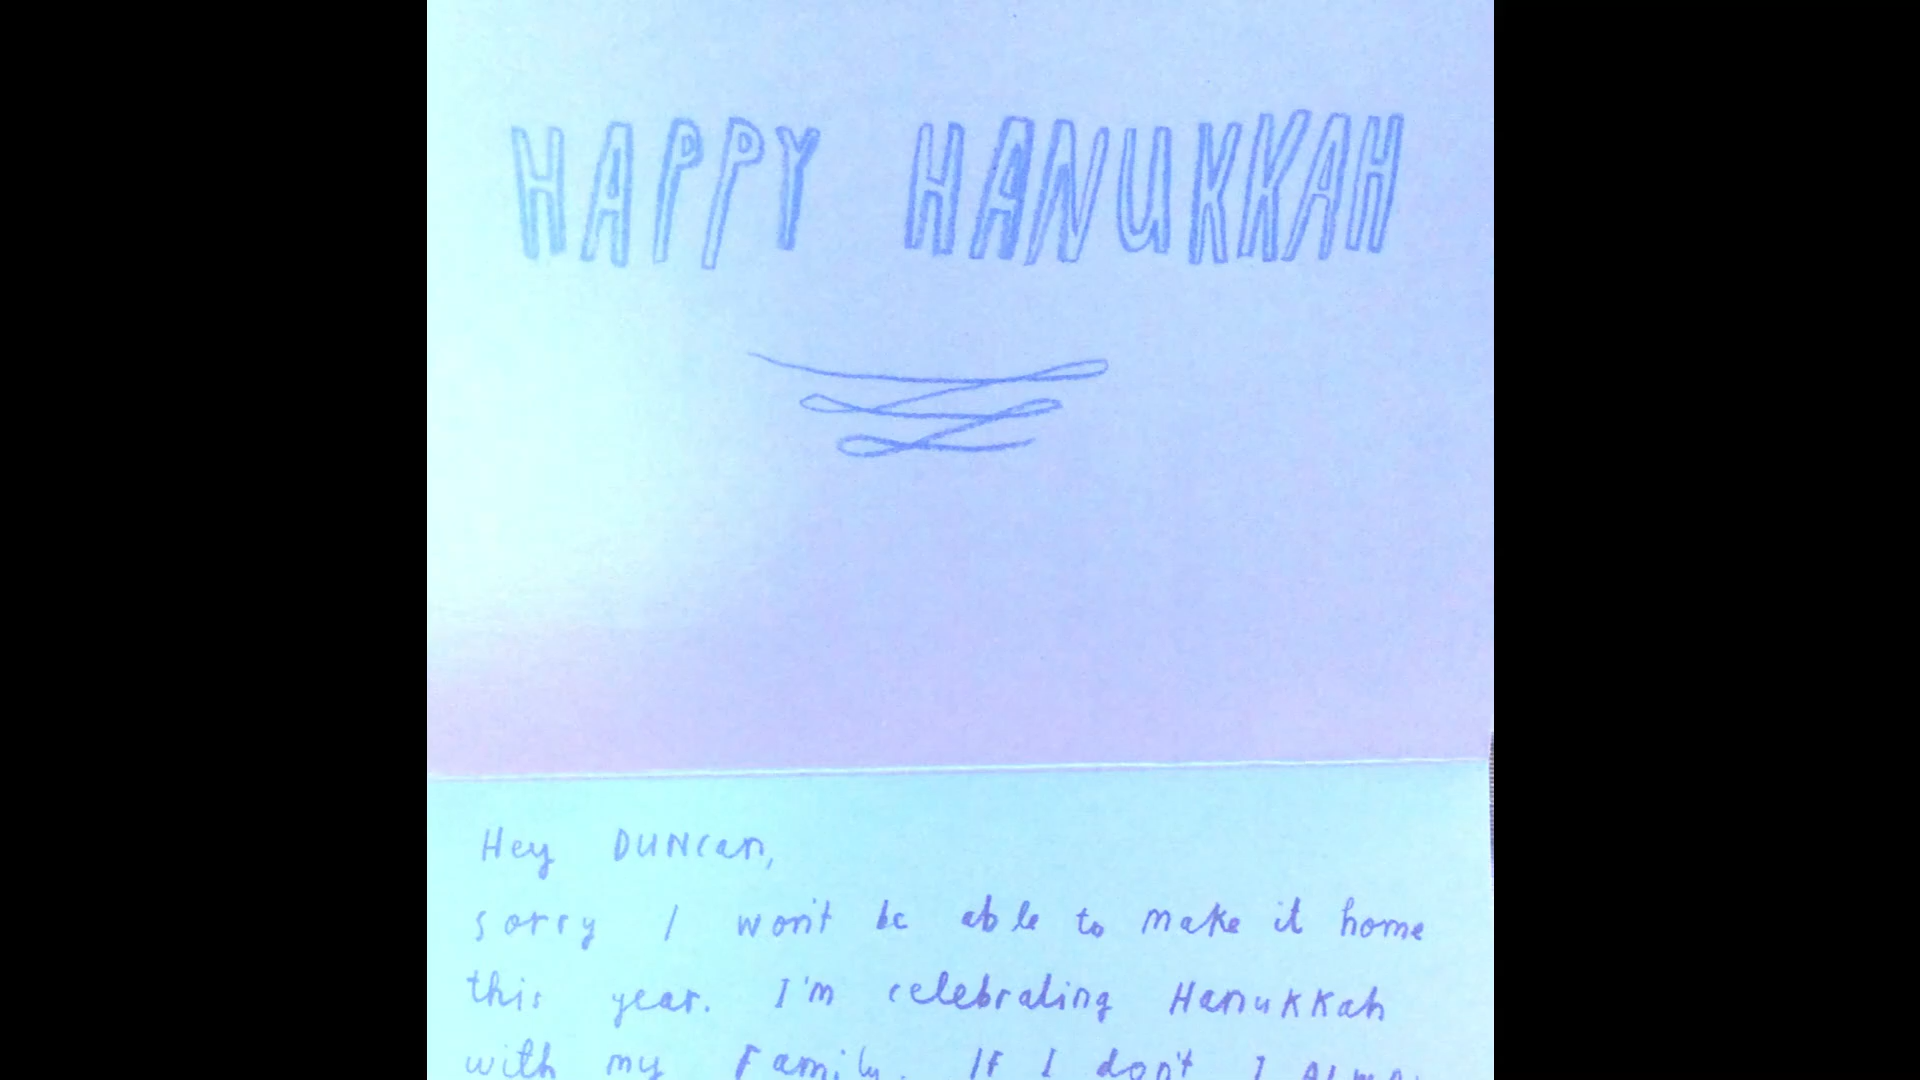 HAPPY HANUKKAH
Hey DUNCan,
sorry I won't be able to make it home
this year. I'm celebrating HanuKKah
with my Family. If I don't I